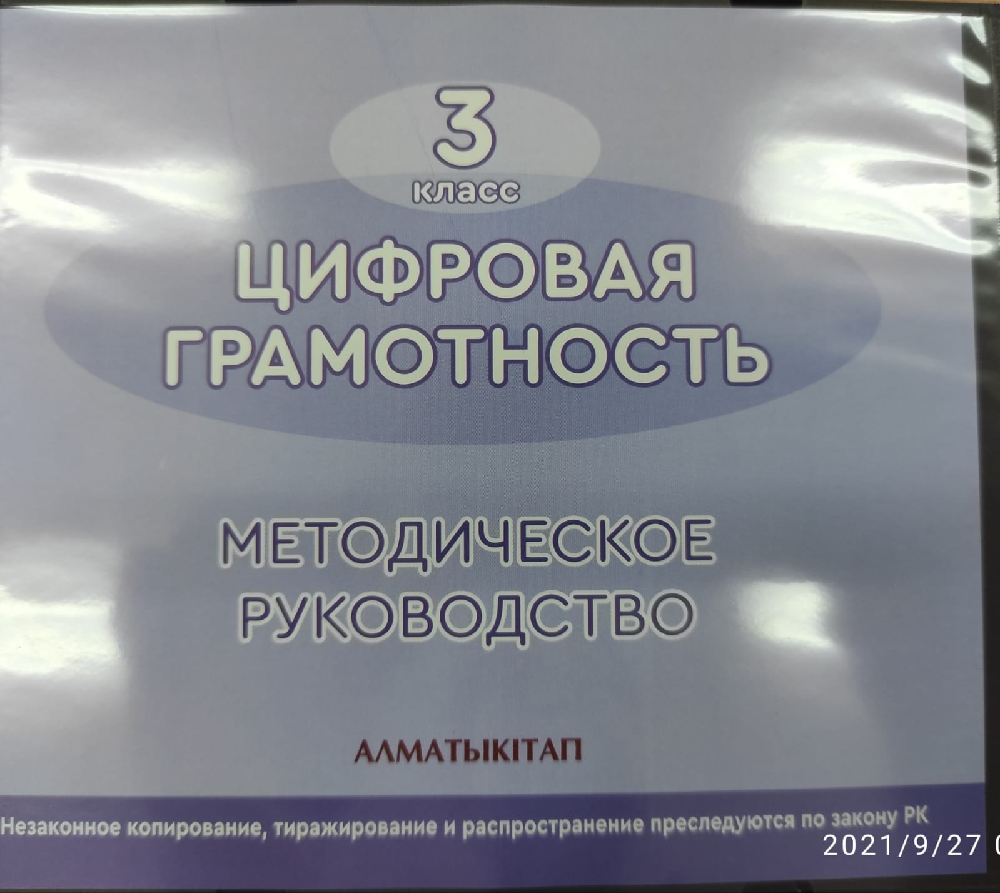 3
класс
ЦИФРОВАЯ
ГРАМОТНОСТЬ
МЕТОДИЧЕСКОЕ
РУКОВОДСТВО
АЛМАТЫКІТАП
Незаконное копирование, тиражирование и распространение преследуются по закону РК
2021/9/27